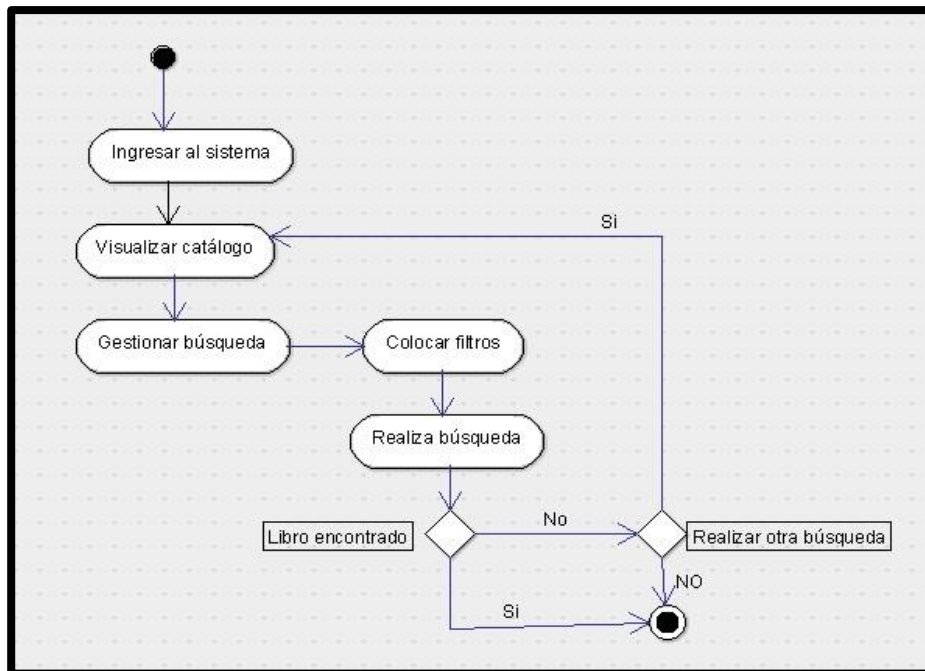 Ingresar al sistema
Si
Visualizar catálogo
Gestionar búsqueda
Colocar filtros
Realiza búsqueda
Libro encontrado
No
Realizar otra búsqueda
NO
Si